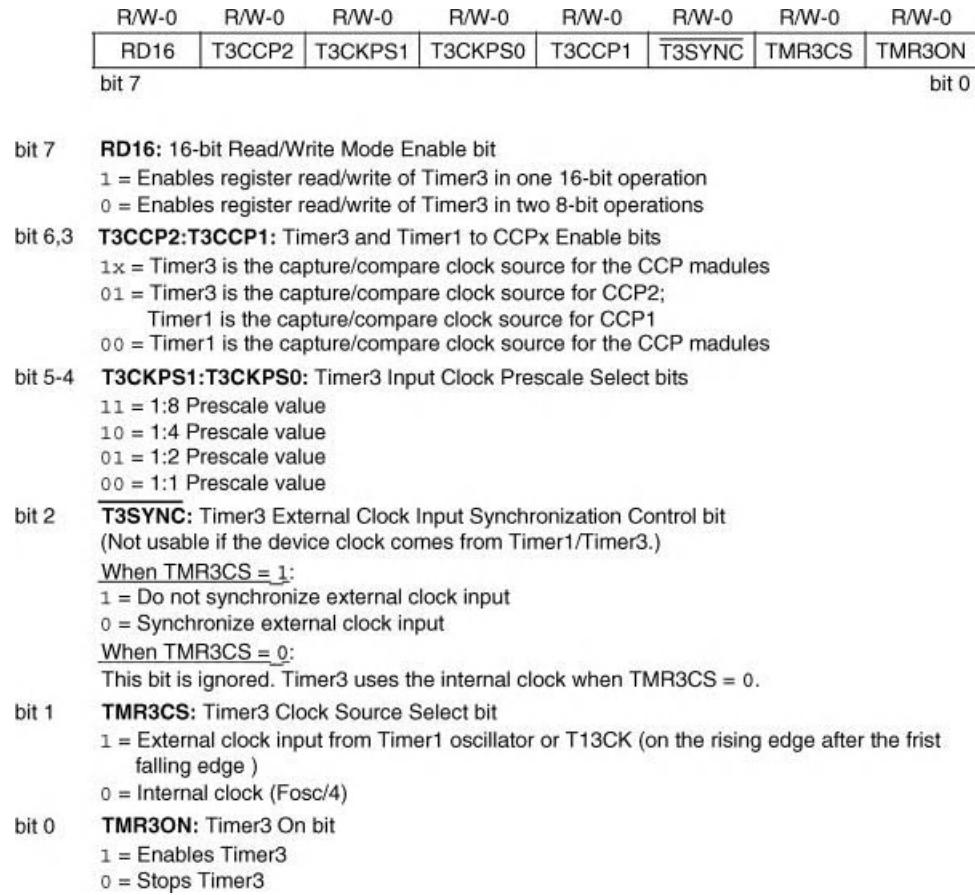 R/W-0 R/W-0 R/W-0 R/W-0 R/W-0 R/W-0 R/W-0 R/W-0
RD16 T3CCP2 T3CKPS1 T3CKPS0 T3CCP1 T3SYNC TMR3CS TMR3ON
bit 7 bit 0
bit 7 RD16: 16-bit Read/Write Mode Enable bit
1 = Enables register read/write of Timer3 in one 16-bit operation
0 = Enables register read/write of Timer3 in two 8-bit operations
bit 6,3 T3CCP2:T3CCP1: Timer3 and Timer1 to CCPx Enable bits
1x = Timer3 is the capture/compare clock source for the CCP madules
01 = Timer3 is the capture/compare clock source for CCP2;
Timer1 is the capture/compare clock source for CCP1
00 = Timer1 is the capture/compare clock source for the CCP madules
bit 5-4 T3CKPS1:T3CKPS0: Timer3 Input Clock Prescale Select bits
11 = 1:8 Prescale value
10 = 1:4 Prescale value
01 = 1:2 Prescale value
00 = 1:1 Prescale value
bit 2 T3SYNC: Timer3 External Clock Input Synchronization Control bit
(Not usable if the device clock comes from Timer1/Timer3.)
When TMR3CS = 1:
1 = Do not synchronize external clock input
0 = Synchronize external clock input
When TMR3CS = 0:
This bit is ignored. Timer3 uses the internal clock when TMR3CS = 0.
bit 1 TMR3CS: Timer3 Clock Source Select bit
1 = External clock input from Timer1 oscillator or T13CK (on the rising edge after the frist
falling edge )
0 = Internal clock (Fosc/4)
bit 0 TMR3ON: Timer3 On bit
1 = Enables Timer3
0 = Stops Timer3